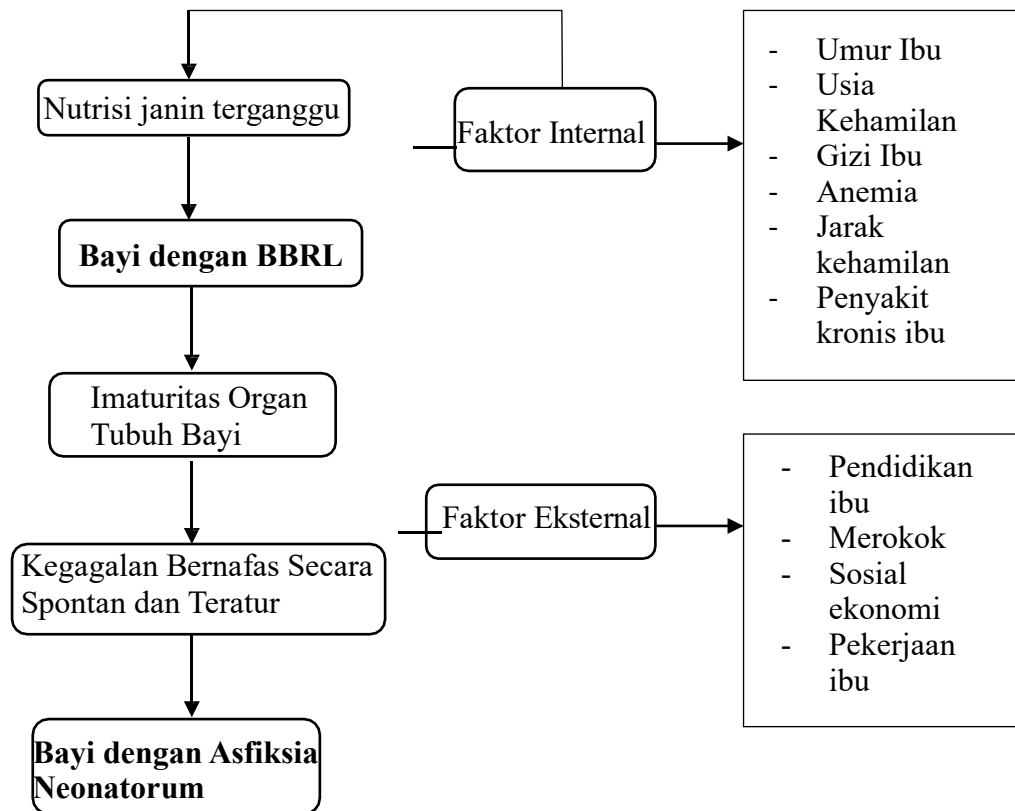 Nutrisi janin terganggu
Bayi dengan BBRL
Imaturitas Organ
Tubuh Bayi
Kegagalan Bernafas Secara
Spontan dan Teratur
Bayi dengan Asfiksia
Neonatorum
Faktor Internal
- Umur Ibu
- Usia
Kehamilan
- Gizi Ibu
- Anemia
- Jarak
kehamilan
- Penyakit
kronis ibu
Faktor Eksternal
- Pendidikan
ibu
- Merokok
- Sosial
ekonomi
- Pekerjaan
ibu